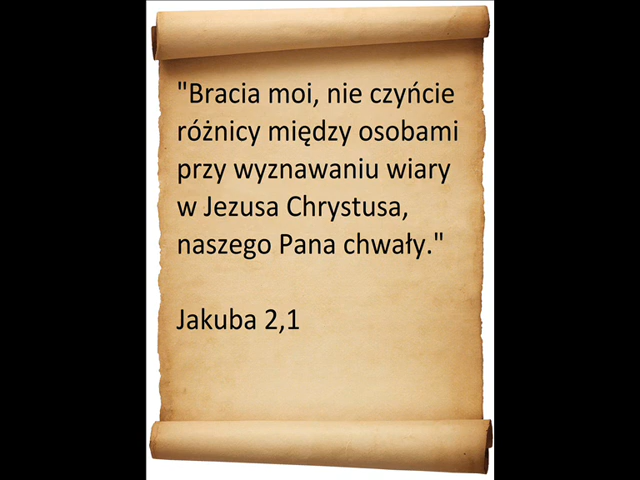 "Bracia moi, nie czyńcie
różnicy między osobami
przy wyznawaniu wiary
w Jezusa Chrystusa,
naszego Pana chwały."
Jakuba 2,1